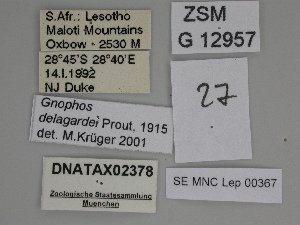 S.Afr.: Lesotho
Maloti Mountains
Oxbow - 2530 M
28°45'S 28°40'E
14.I.1992
NJ Duke
Gnophos
delagardei Prout, 1915
det. M.Krüger 2001
DNATAX02378
Zoologische Staatssammlung
Muenchen
ZSM
G 12957
27
SE MNC Lep 00367